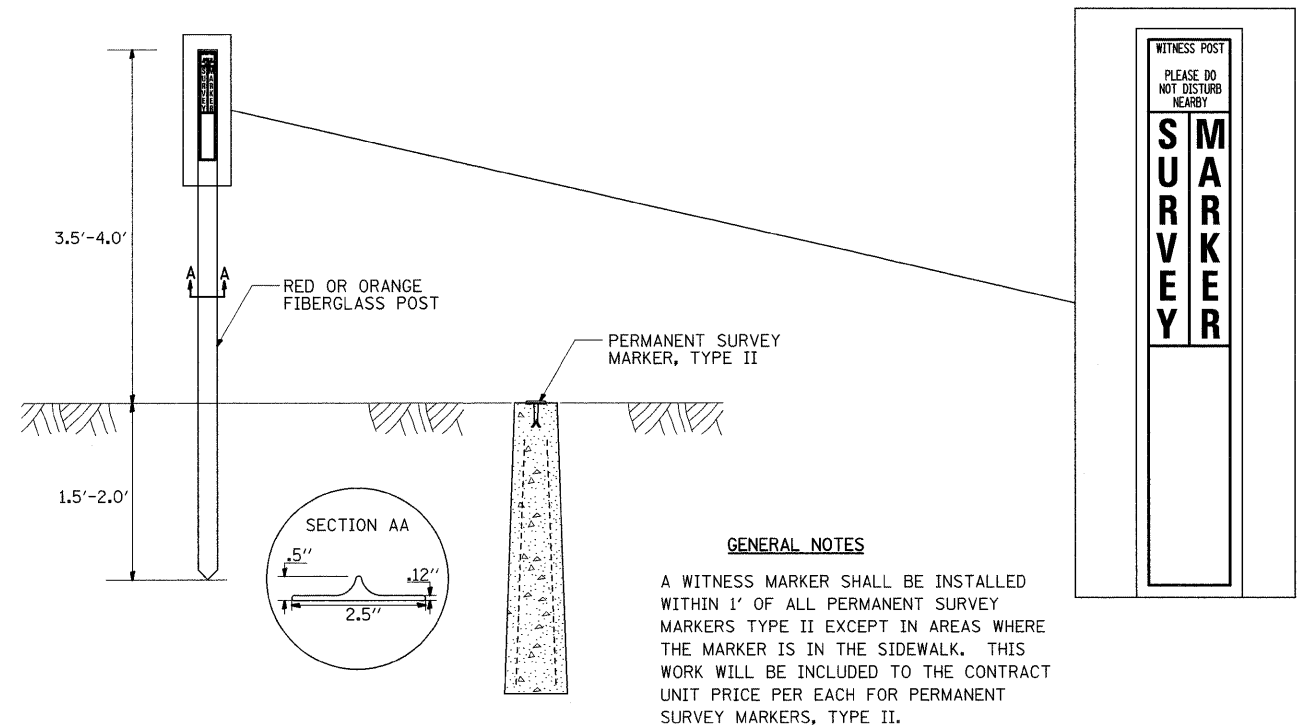 WITNESS POST
PLEASE DO
NOT DISTURB
NEARBY
SURVEY
MARKER
SURVEY
MARKER
3.5'-4.0'
A A
RED OR ORANGE
FIBERGLASS POST
PERMANENT SURVEY
MARKER, TYPE II
1.5'-2.0'
SECTION AA
.5"
.12"
2.5"
GENERAL NOTES
A WITNESS MARKER SHALL BE INSTALLED
WITHIN 1' OF ALL PERMANENT SURVEY
MARKERS TYPE II EXCEPT IN AREAS WHERE
THE MARKER IS IN THE SIDEWALK. THIS
WORK WILL BE INCLUDED TO THE CONTRACT
UNIT PRICE PER EACH FOR PERMANENT
SURVEY MARKERS, TYPE II.